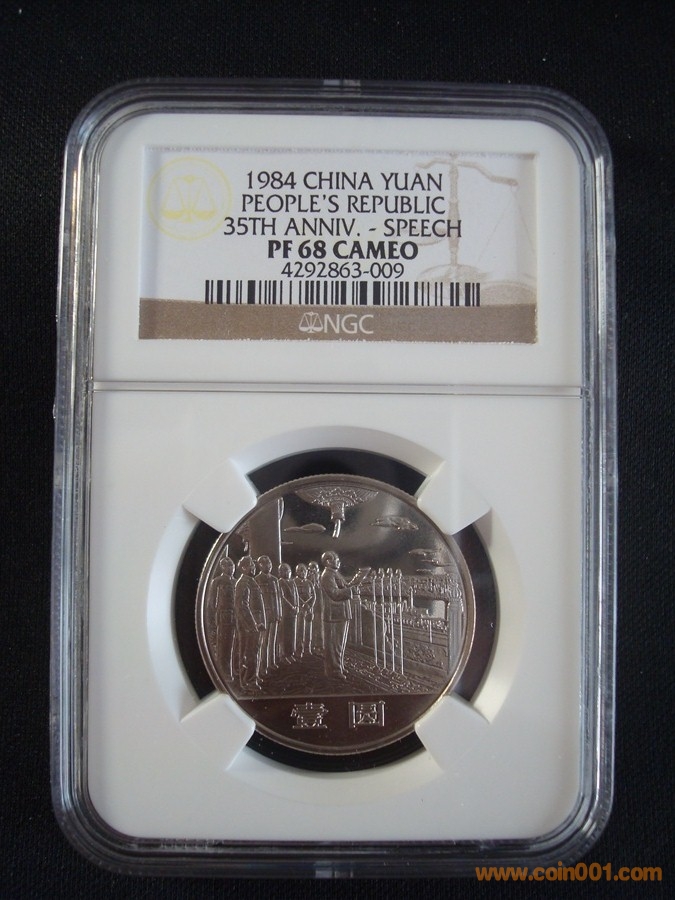 1984 CHINA YUAN
PEOPLE'S REPUBLIC
35TH ANNIV. - SPEECH
PF 68 CAMEO
4292863-009
NGC
壹圆
www.coin001.com